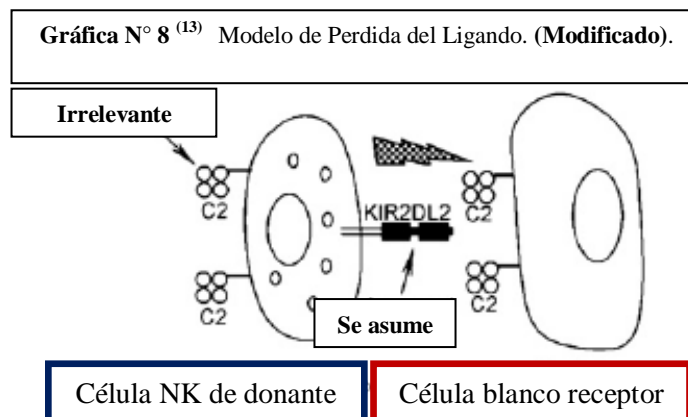 Gráfica N° 8 (13) Modelo de Perdida del Ligando. (Modificado).
Irrelevante
C2
KIR2DL2
C2
C2
C2
Se asume
Célula NK de donante
Célula blanco receptor